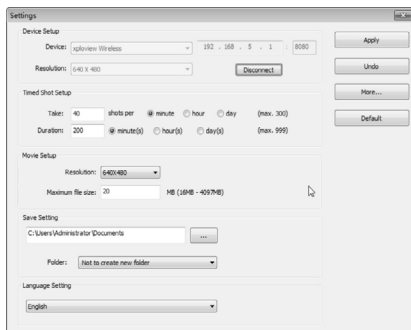 Settings
Device Setup
Device: xploview Wireless 192 . 168 . 5 . 1 : 8080
Resolution: 640 X 480 Disconnect
Timed Shot Setup
Take: 40 shots per minute hour day (max. 300)
Duration: 200 minute(s) hour(s) day(s) (max. 999)
Movie Setup
Resolution: 640X480
Maximum file size: 20 MB (16MB - 4097MB)
Save Setting
C:\Users\Administrator\Documents ...
Folder: Not to create new folder
Language Setting
English
Apply
Undo
More...
Default